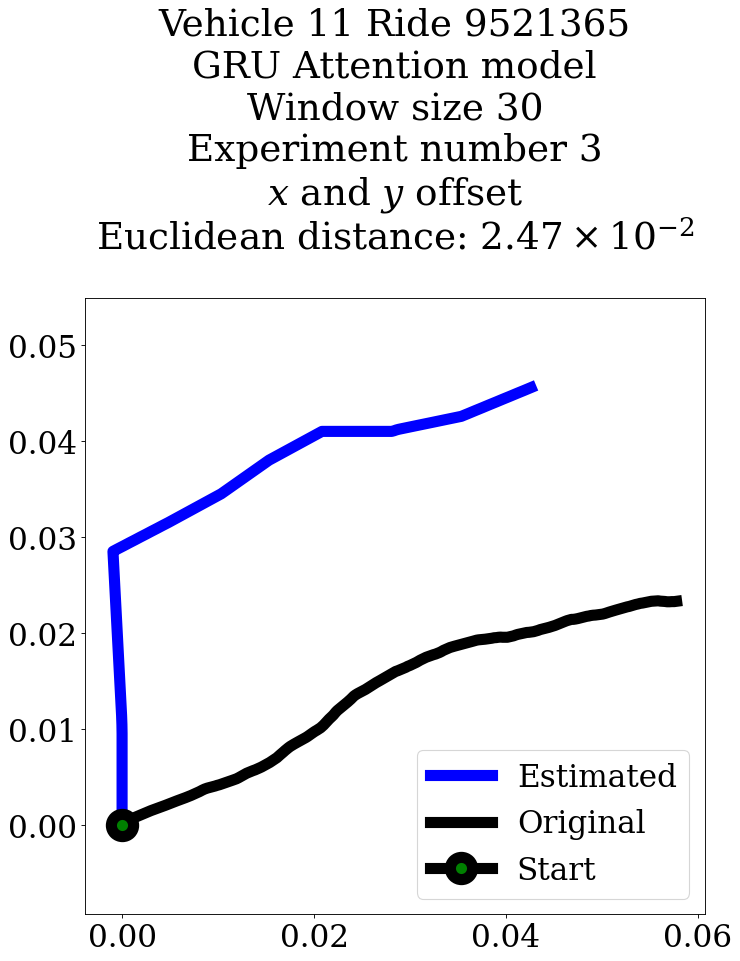 Vehicle 11 Ride 9521365
GRU Attention model
Window size 30
Experiment number 3
x and y offset
Euclidean distance: 2.47 × 10⁻²
0.05
0.04
0.03
0.02
0.01
0.00
Estimated
Original
Start
0.00 0.02 0.04 0.06